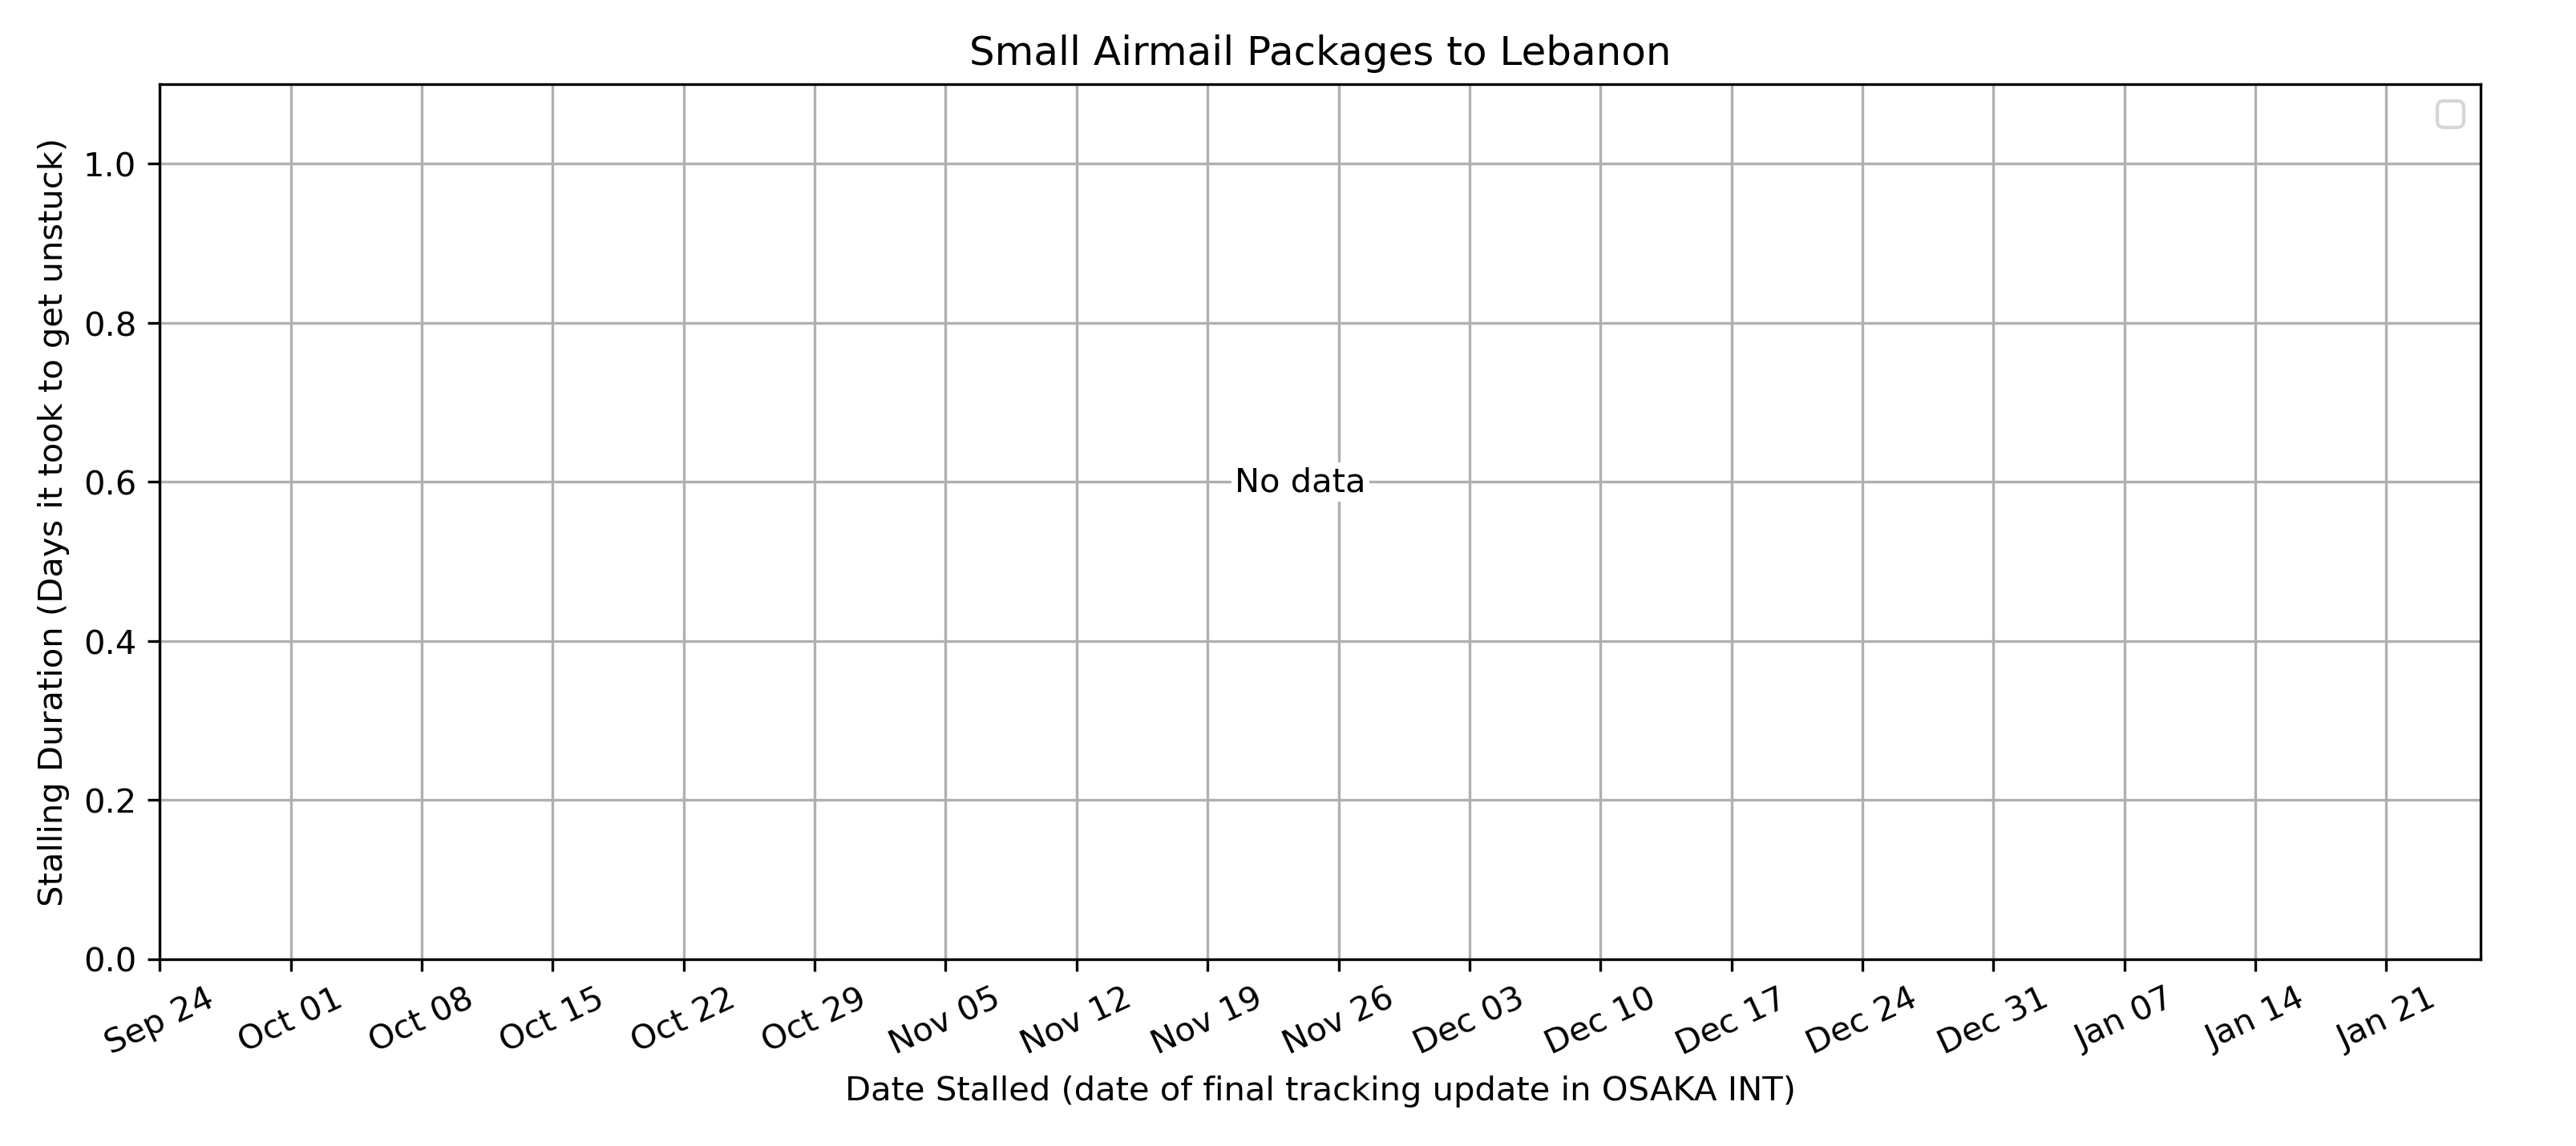 Small Airmail Packages to Lebanon
Stalling Duration (Days it took to get unstuck)
1.0
0.8
0.6
0.4
0.2
0.0
No data
Sep 24
Oct 01
Oct 08
Oct 15
Oct 22
Oct 29
Nov 05
Nov 12
Nov 19
Nov 26
Dec 03
Dec 10
Dec 17
Dec 24
Dec 31
Jan 07
Jan 14
Jan 21
Date Stalled (date of final tracking update in OSAKA INT)